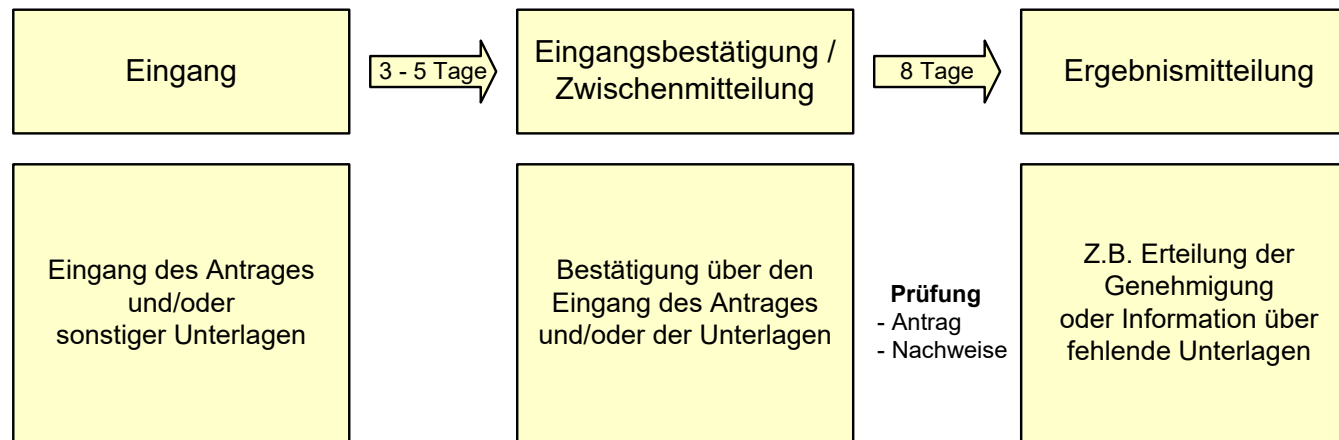 Eingang
3 - 5 Tage
Eingangsbestätigung /
Zwischenmitteilung
8 Tage
Ergebnismitteilung
Eingang des Antrages
und/oder
sonstiger Unterlagen
Bestätigung über den
Eingang des Antrages
und/oder der Unterlagen
Prüfung
- Antrag
- Nachweise
Z.B. Erteilung der
Genehmigung
oder Information über
fehlende Unterlagen